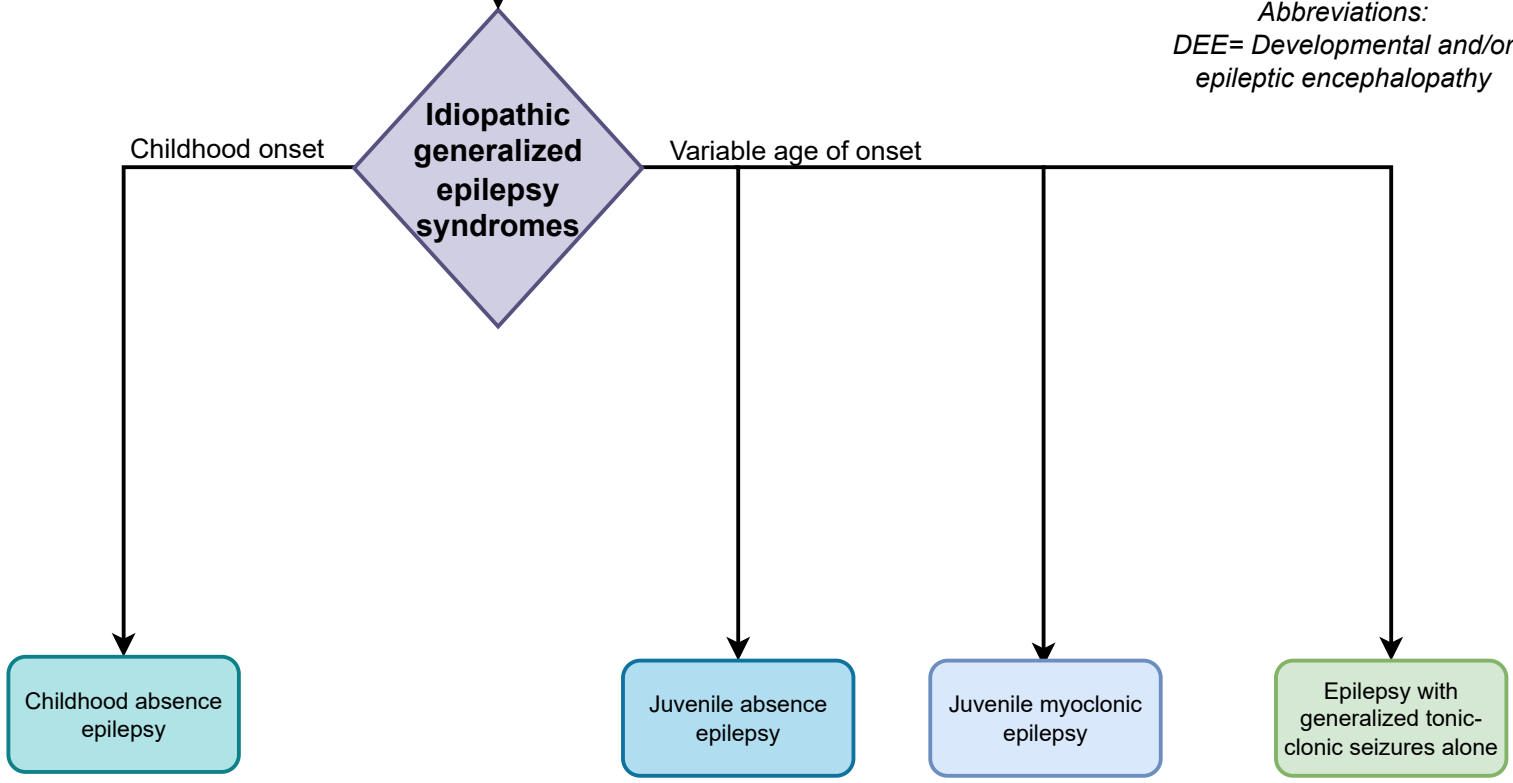 Abbreviations:
DEE= Developmental and/or
epileptic encephalopathy
Idiopathic
generalized
epilepsy
syndromes
Childhood onset
Variable age of onset
Childhood absence
epilepsy
Juvenile absence
epilepsy
Juvenile myoclonic
epilepsy
Epilepsy with
generalized tonic-
clonic seizures alone